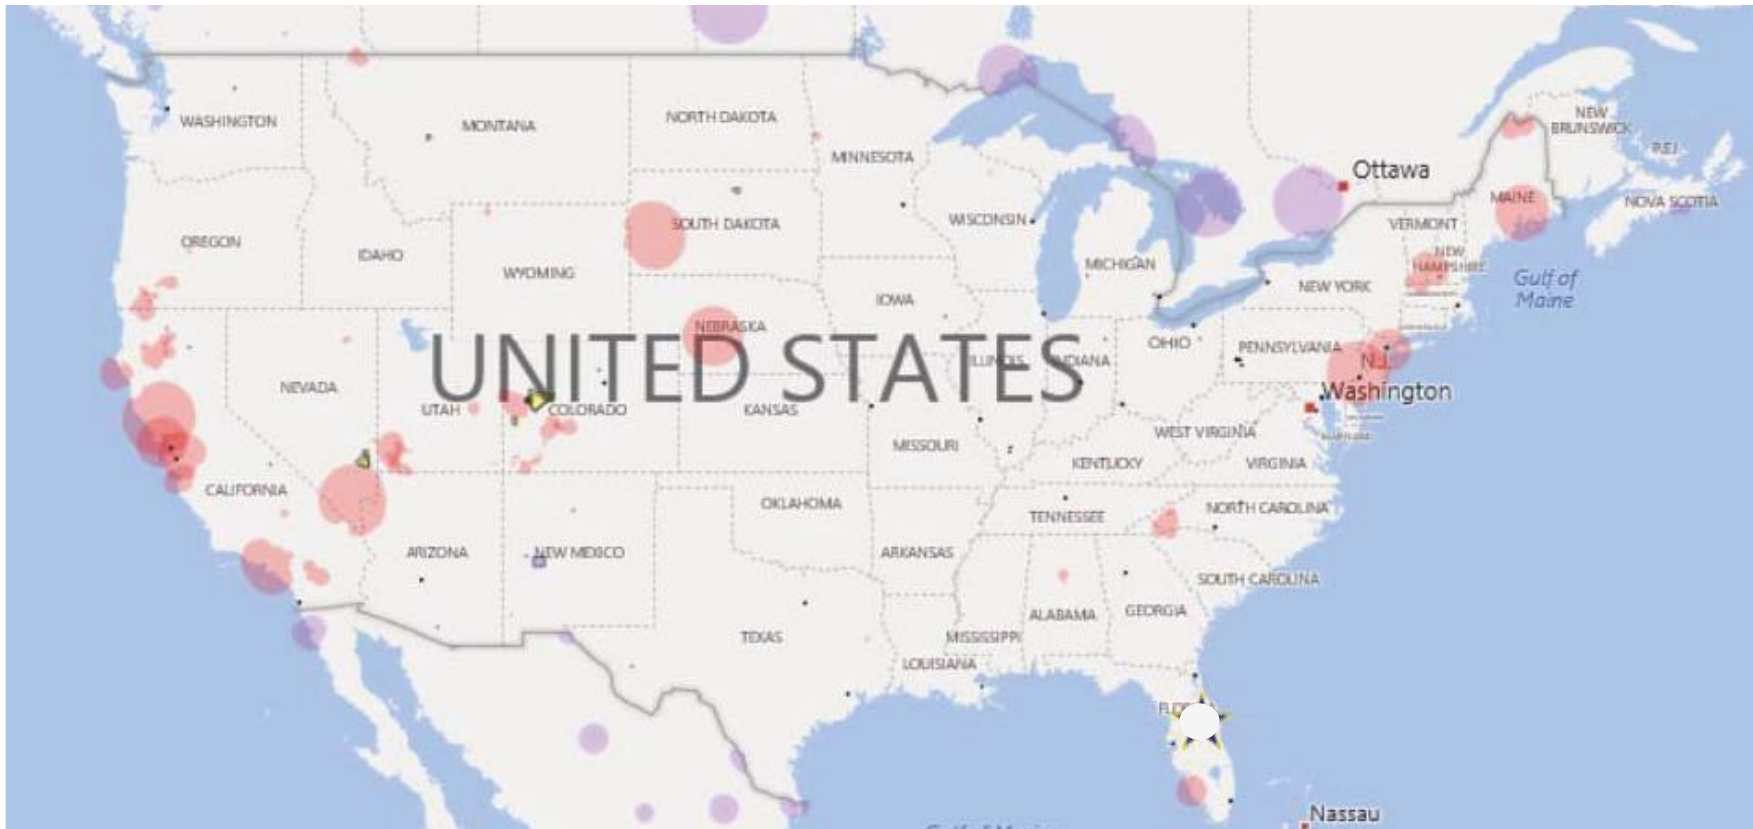 NEW
BRUNSWICK
WASHINGTON
MONTANA
NORTH DAKOTA
P.E.I.
MINNESOTA
Ottawa
MAINE
NOVA SCOTIA
SOUTH DAKOTA
WISCONSIN
VERMONT
OREGON
IDAHO
WYOMING
MICHIGAN
NEW
HAMPSHIRE
Gulf of
Maine
NEW YORK
IOWA
NEBRASKA
OHIO
PENNSYLVANIA
N.J.
UNITED STATES
ILLINOIS
INDIANA
NEVADA
UTAH
COLORADO
KANSAS
Washington
WEST VIRGINIA
MISSOURI
KENTUCKY
VIRGINIA
CALIFORNIA
OKLAHOMA
TENNESSEE
NORTH CAROLINA
ARIZONA
NEW MEXICO
ARKANSAS
SOUTH CAROLINA
ALABAMA
GEORGIA
TEXAS
MISSISSIPPI
LOUISIANA
Nassau